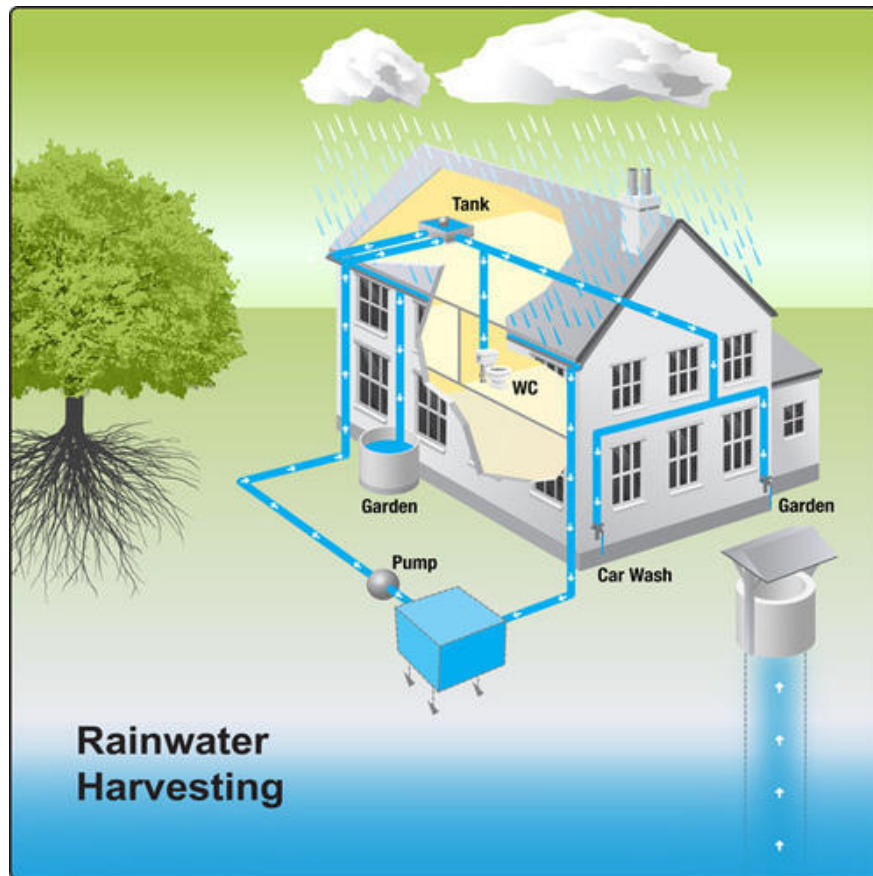 Tank
WC
Garden
Garden
Pump
Car Wash
Rainwater
Harvesting